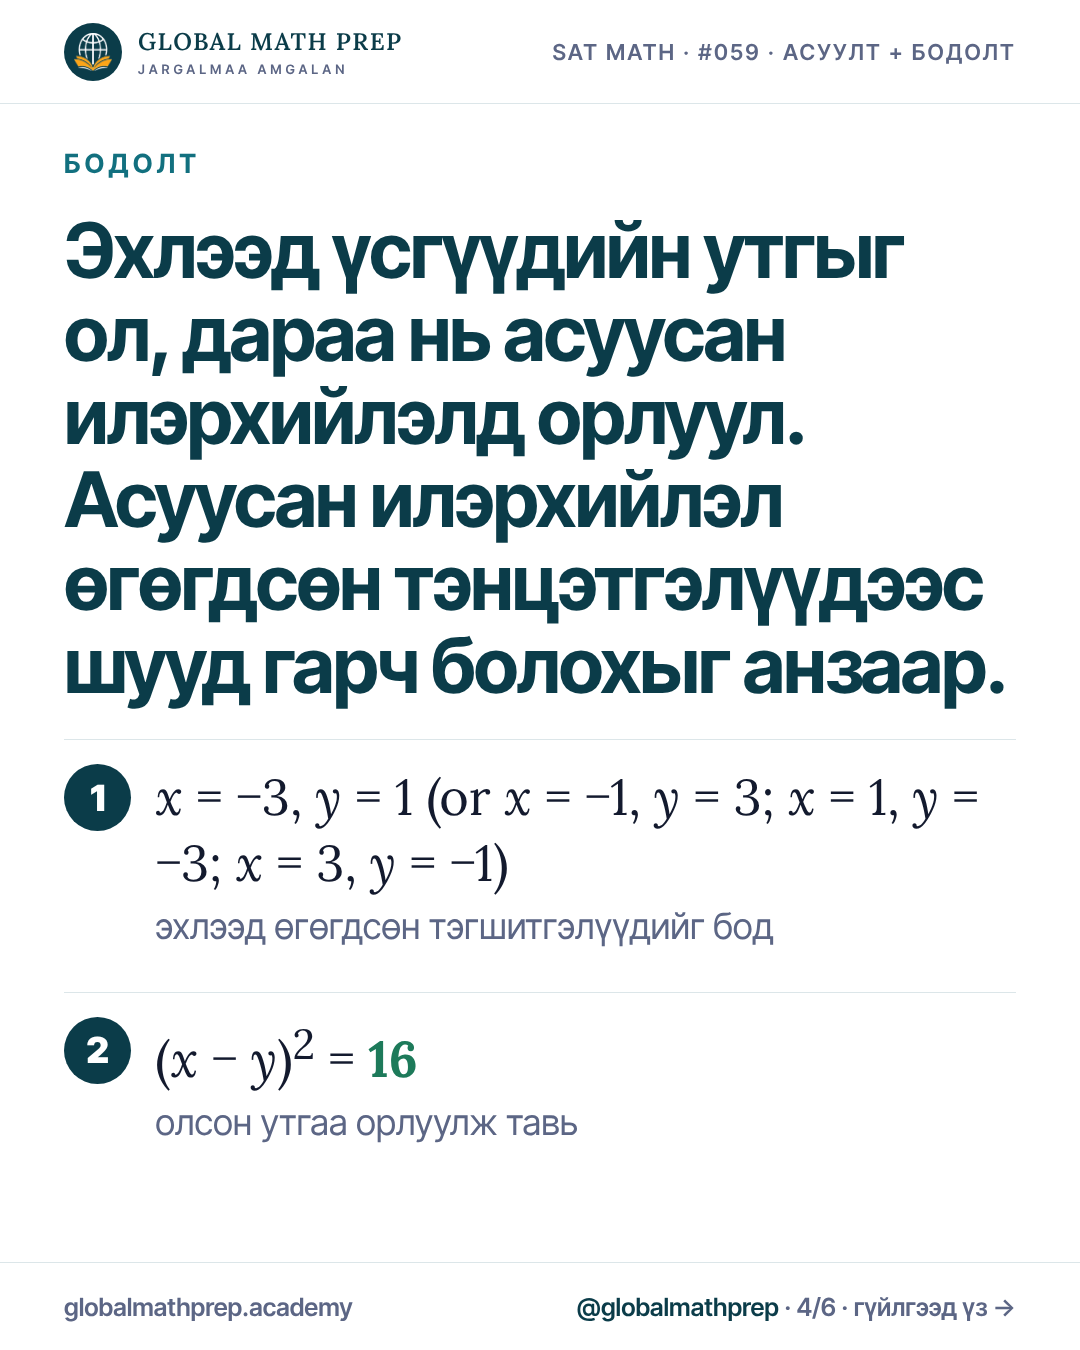 GLOBAL MATH PREP
JARGALMAA AMGALAN
SAT MATH · #059 · АСУУЛТ + БОДОЛТ
БОДОЛТ
Эхлээд үсгүүдийн утгыг
ол, дараа нь асуусан
илэрхийлэлд орлуул.
Асуусан илэрхийлэл
өгөгдсөн тэнцэтгэлүүдээс
шууд гарч болохыг анзаар.
1
x = −3, y = 1 (or x = −1, y = 3; x = 1, y =
−3; x = 3, y = −1)
эхлээд өгөгдсөн тэгшитгэлүүдийг бод
2
(x − y)² = 16
олсон утгаа орлуулж тавь
globalmathprep.academy
@globalmathprep · 4/6 · гүйлгээд үз →